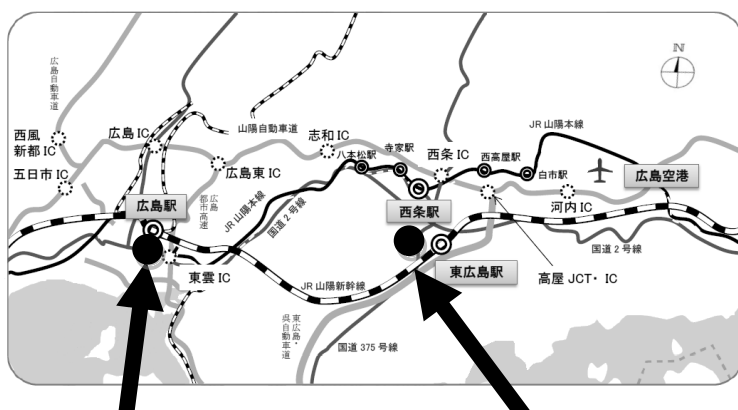 N
広島自動車道
西風
新都 IC
五日市 IC
広島 IC
山陽自動車道
広島東 IC
志和 IC
八本松駅
寺家駅
西条 IC
西高屋駅
JR 山陽本線
白市駅
広島空港
河内 IC
広島駅
広島
都市高速
JR 山陽本線
国道 2 号線
西条駅
東雲 IC
東広島駅
高屋 JCT・IC
国道 2 号線
JR 山陽新幹線
東広島・
呉自動車道
国道 375 号線